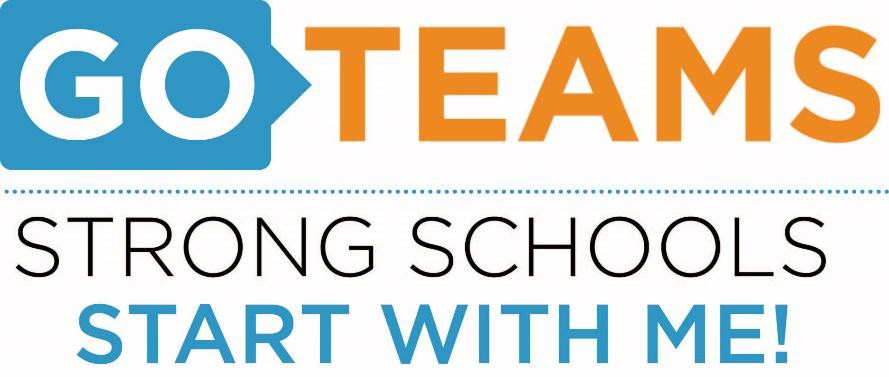 GO TEAMS
STRONG SCHOOLS
START WITH ME!